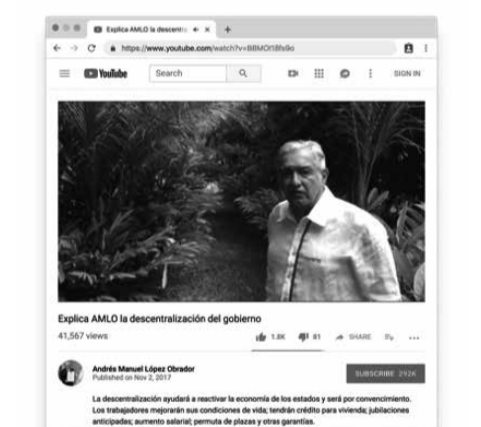 Explica AMLO la descentr
https://www.youtube.com/watch?v=BBMOI18fs9o
YouTube
Search
SIGN IN
Explica AMLO la descentralización del gobierno
41,567 views
1.8K
81
SHARE
Andrés Manuel López Obrador
Published on Nov 2, 2017
SUBSCRIBE 292K
La descentralización ayudará a reactivar la economía de los estados y será por convencimiento.
Los trabajadores mejorarán sus condiciones de vida; tendrán crédito para vivienda; jubilaciones
anticipadas; aumento salarial; permuta de plazas y otras garantías.